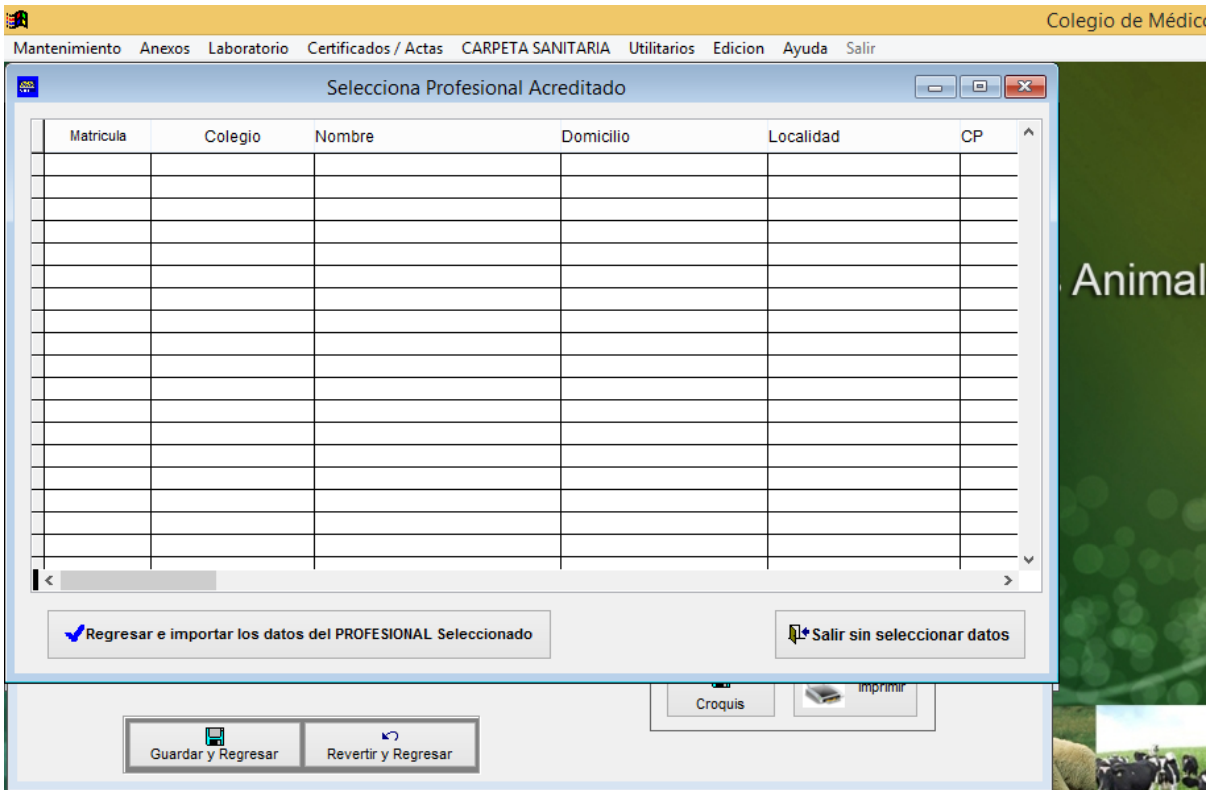 Colegio de Médico
Mantenimiento Anexos Laboratorio Certificados / Actas CARPETA SANITARIA Utilitarios Edicion Ayuda Salir
Selecciona Profesional Acreditado
Matricula Colegio Nombre Domicilio Localidad CP
Animal
Regresar e importar los datos del PROFESIONAL Seleccionado
Salir sin seleccionar datos
Croquis
Imprimir
Guardar y Regresar
Revertir y Regresar